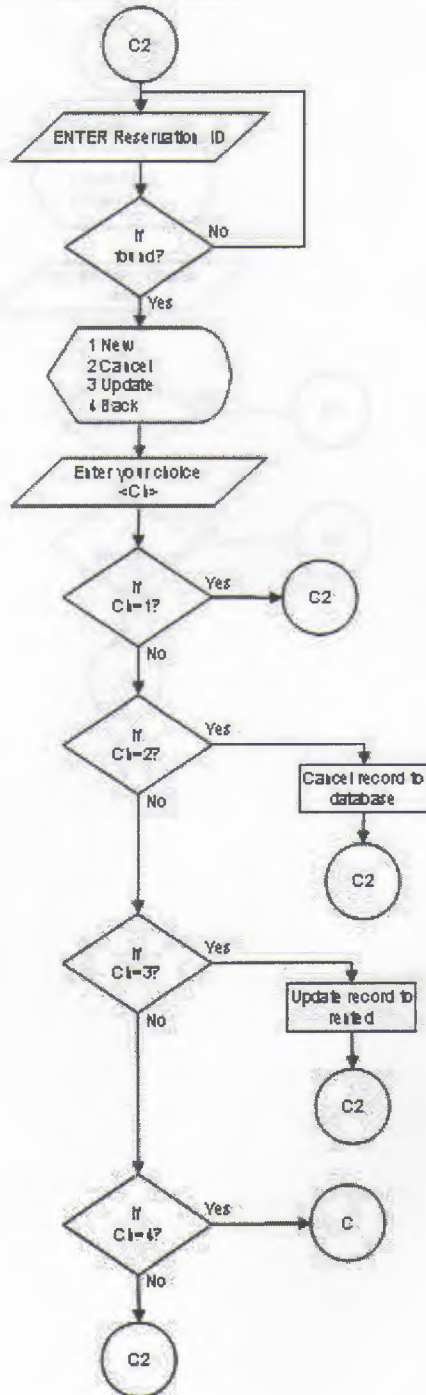 C2
ENTER Reservation ID
If
found?
No
Yes
1 New
2 Cancel
3 Update
4 Back
Enter your choice
<Ch>
If
Ch=1?
Yes
C2
No
If
Ch=2?
Yes
Cancel record to
database
No
C2
If
Ch=3?
Yes
Update record to
rented
No
C2
If
Ch=4?
Yes
C
No
C2